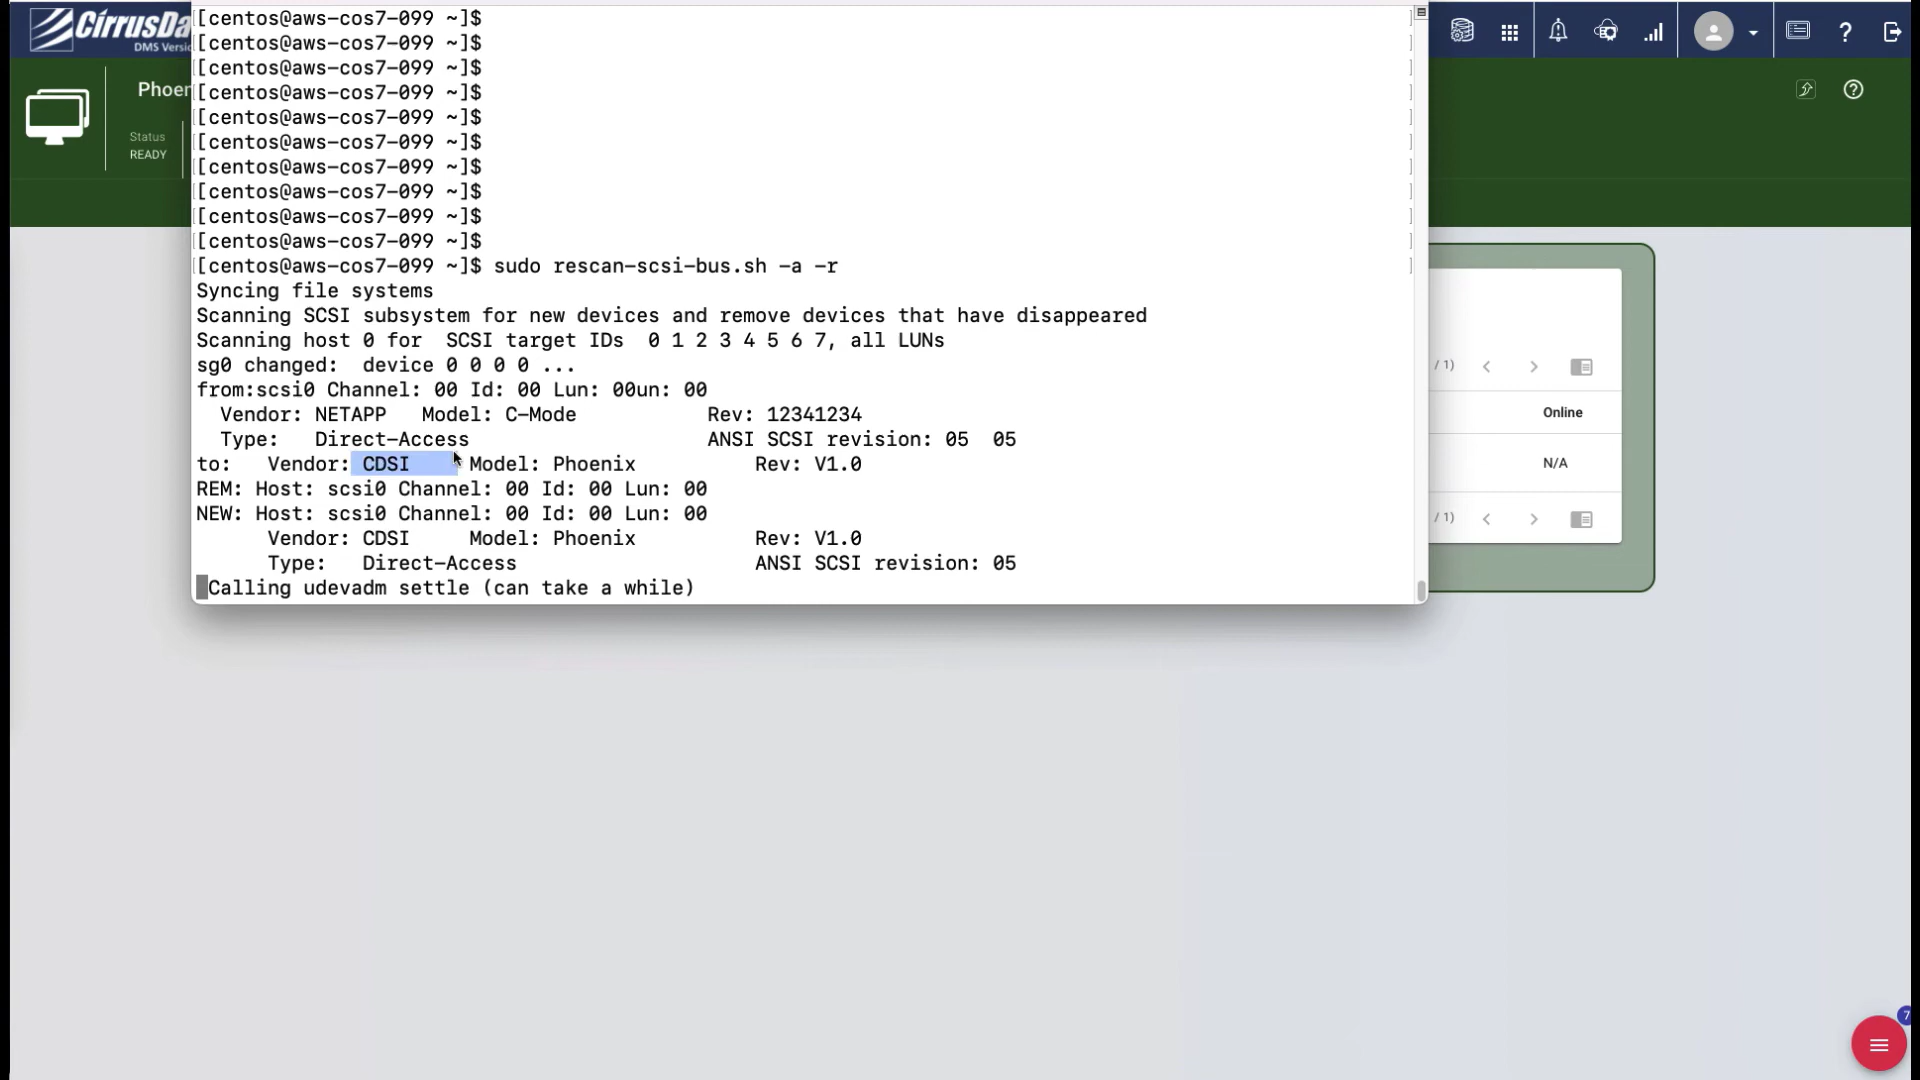 CirrusDa
DMS Versi
Phoe
Status
READY
[centos@aws-cos7-099 ~]$
[centos@aws-cos7-099 ~]$
[centos@aws-cos7-099 ~]$
[centos@aws-cos7-099 ~]$
[centos@aws-cos7-099 ~]$
[centos@aws-cos7-099 ~]$
[centos@aws-cos7-099 ~]$
[centos@aws-cos7-099 ~]$
[centos@aws-cos7-099 ~]$
[centos@aws-cos7-099 ~]$
[centos@aws-cos7-099 ~]$ sudo rescan-scsi-bus.sh -a -r
Syncing file systems
Scanning SCSI subsystem for new devices and remove devices that have disappeared
Scanning host 0 for  SCSI target IDs  0 1 2 3 4 5 6 7, all LUNs
sg0 changed:  device 0 0 0 0 ...
from:scsi0 Channel: 00 Id: 00 Lun: 00un: 00
Vendor: NETAPP   Model: C-Mode           Rev: 12341234
Type:   Direct-Access                    ANSI SCSI revision: 05  05
to:   Vendor: CDSI     Model: Phoenix          Rev: V1.0
REM: Host: scsi0 Channel: 00 Id: 00 Lun: 00
NEW: Host: scsi0 Channel: 00 Id: 00 Lun: 00
Vendor: CDSI     Model: Phoenix          Rev: V1.0
Type:   Direct-Access                    ANSI SCSI revision: 05
Calling udevadm settle (can take a while)
/ 1)
Online
N/A
/ 1)
7